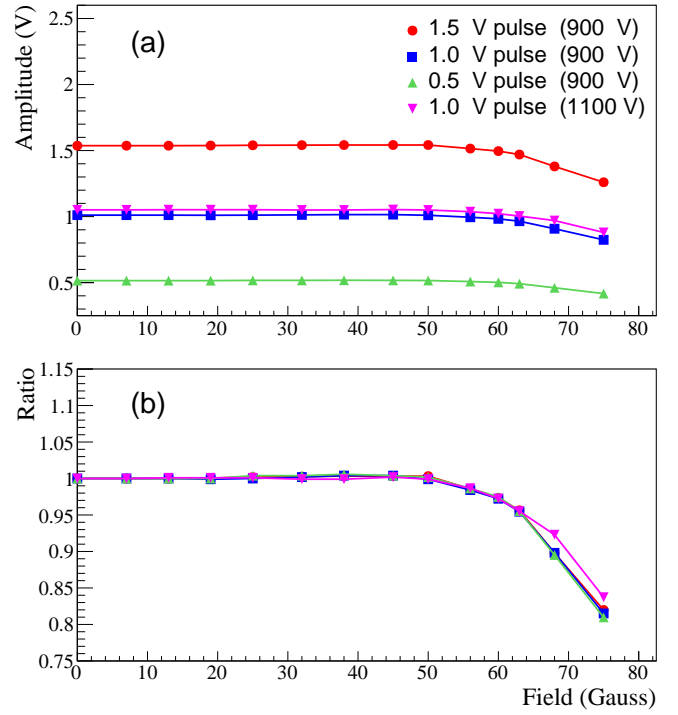 Amplitude (V)
(a)
1.5 V pulse (900 V)
1.0 V pulse (900 V)
0.5 V pulse (900 V)
1.0 V pulse (1100 V)
2.5
2
1.5
1
0.5
0 10 20 30 40 50 60 70 80
Ratio
(b)
1.15
1.1
1.05
1
0.95
0.9
0.85
0.8
0.75
0 10 20 30 40 50 60 70 80
Field (Gauss)